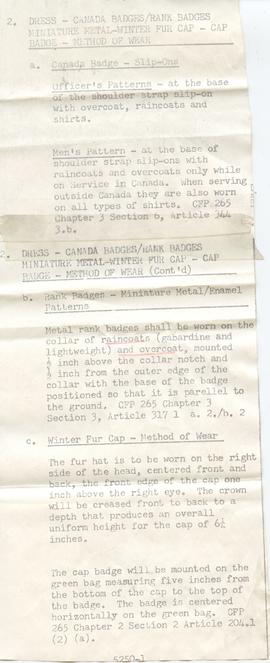 2. DRESS - CANADA BADGES/RANK BADGES
MINIATURE METAL-WINTER FUR CAP - CAP
BADGE - METHOD OF WEAR
a. Canada Badge - Slip-Ons
Officer's Patterns - at the base
of the shoulder strap slip-on
with overcoat, raincoats and
shirts.
Men's Pattern - at the base of
shoulder strap slip-ons with
raincoats and overcoats only while
on Service in Canada. When serving
outside Canada they are also worn
on all types of shirts. CFP 265
Chapter 3 Section 6, Article 344
3.b.
2. DRESS - CANADA BADGES/RANK BADGES
MINIATURE METAL-WINTER FUR CAP - CAP
BADGE - METHOD OF WEAR (Cont'd)
b. Rank Badges - Miniature Metal/Enamel
Patterns
Metal rank badges shall be worn on the
collar of raincoats (gabardine and
lightweight) and overcoat, mounted
inch above the collar notch and
inch from the outer edge of the
collar with the base of the badge
positioned so that it is parellel to
the ground. CFP 265 Chapter 3
Section 3, Article 317 1 a. 2./b. 2
c. Winter Fur Cap - Method of Wear
The fur hat is to be worn on the right
side of the head, centered front and
back, the front edge of the cap one
inch above the right eye. The crown
will be creased front to back to a
depth that produces an overall
uniform height for the cap of 6½
inches.
The cap badge will be mounted on the
green bag measuring five inches from
the bottom of the cap to the top of
the badge. The badge is centered
horizontally on the green bag. CFP
265 Chapter 2 Section 2 Article 204.1
(2) (a).
5250-1